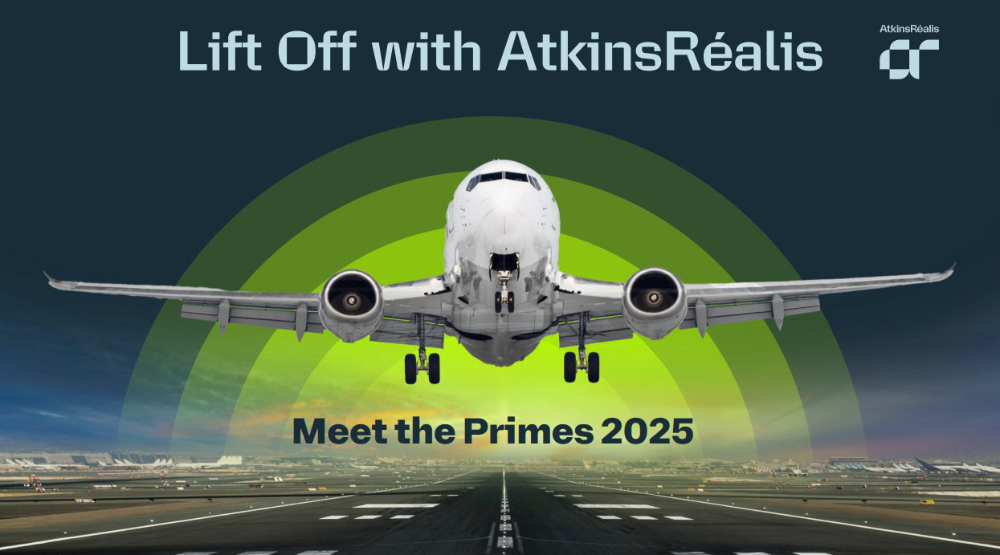 Lift Off with AtkinsRéalis
AtkinsRéalis
Meet the Primes 2025